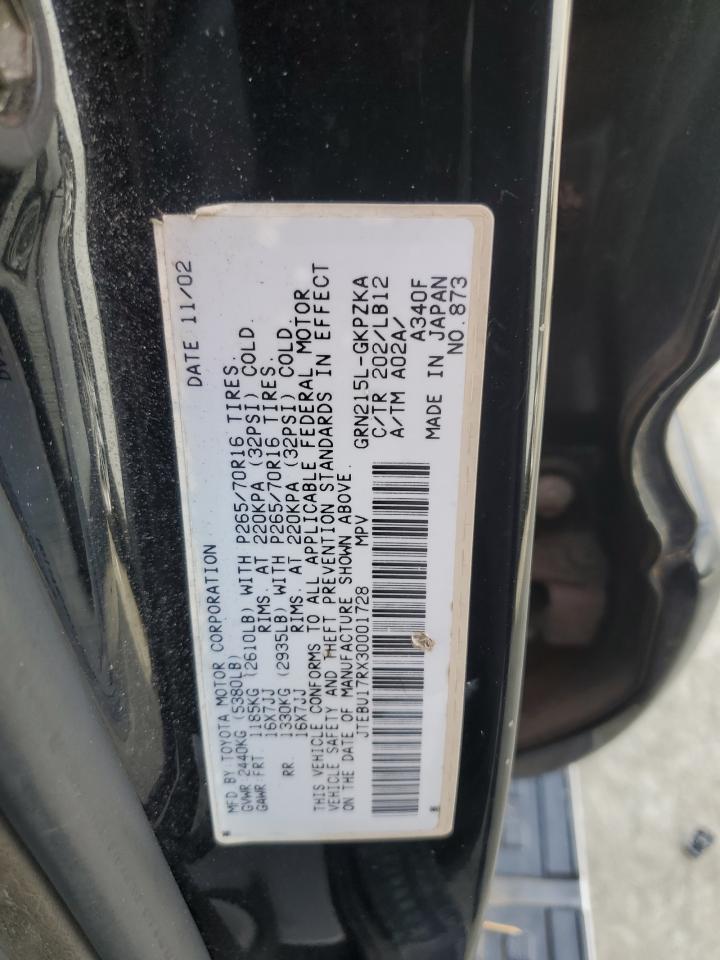 MFD BY: TOYOTA MOTOR CORPORATION DATE 11/02
GVWR: 2440KG (5380LB)
GAWR: FRT. 1185KG (2610LB) WITH P265/70R16 TIRES.
16X7JJ RIMS. AT 220KPA (32PSI) COLD.
RR. 1330KG (2935LB) WITH P265/70R16 TIRES.
16X7JJ RIMS. AT 220KPA (32PSI) COLD.
THIS VEHICLE CONFORMS TO ALL APPLICABLE FEDERAL MOTOR
VEHICLE SAFETY AND THEFT PREVENTION STANDARDS IN EFFECT
ON THE DATE OF MANUFACTURE SHOWN ABOVE.
JTEBU17RX30001728 MPV
GRN215L-GKPZKA
C/TR 202/LB12
A/TM A02A/
A340F
MADE IN JAPAN
NO.873